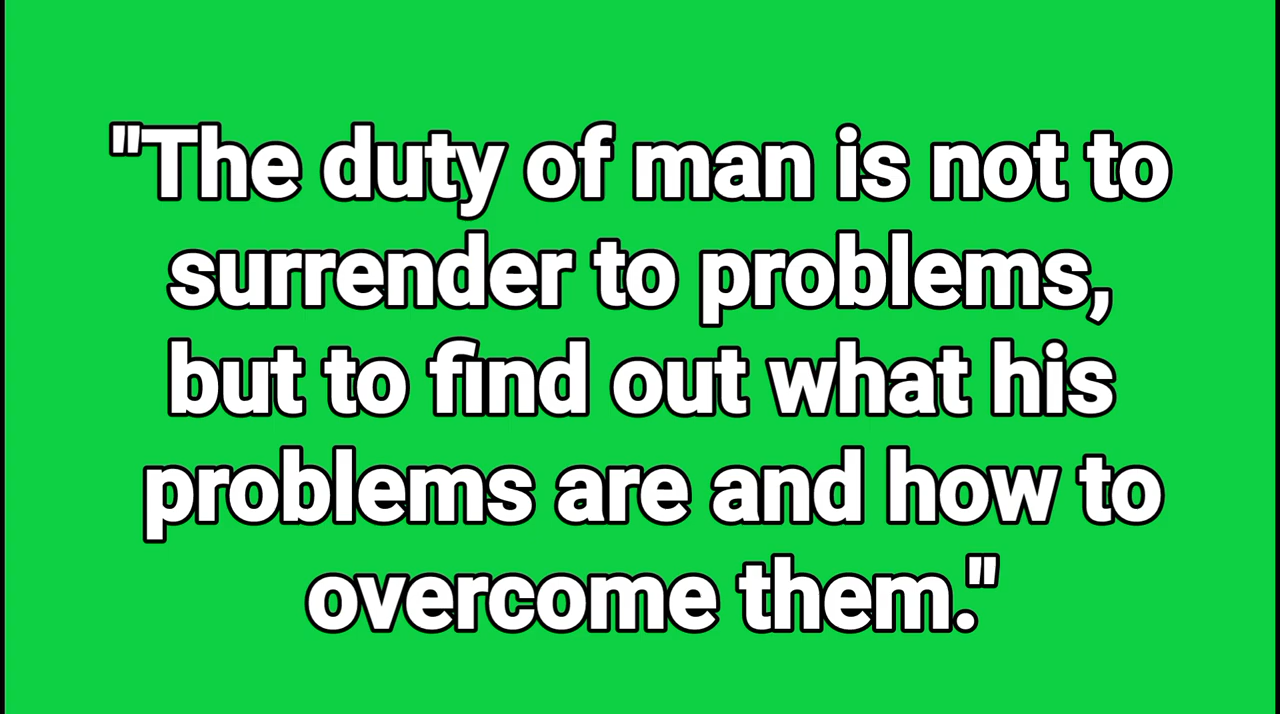 "The duty of man is not to
surrender to problems,
but to find out what his
problems are and how to
overcome them."